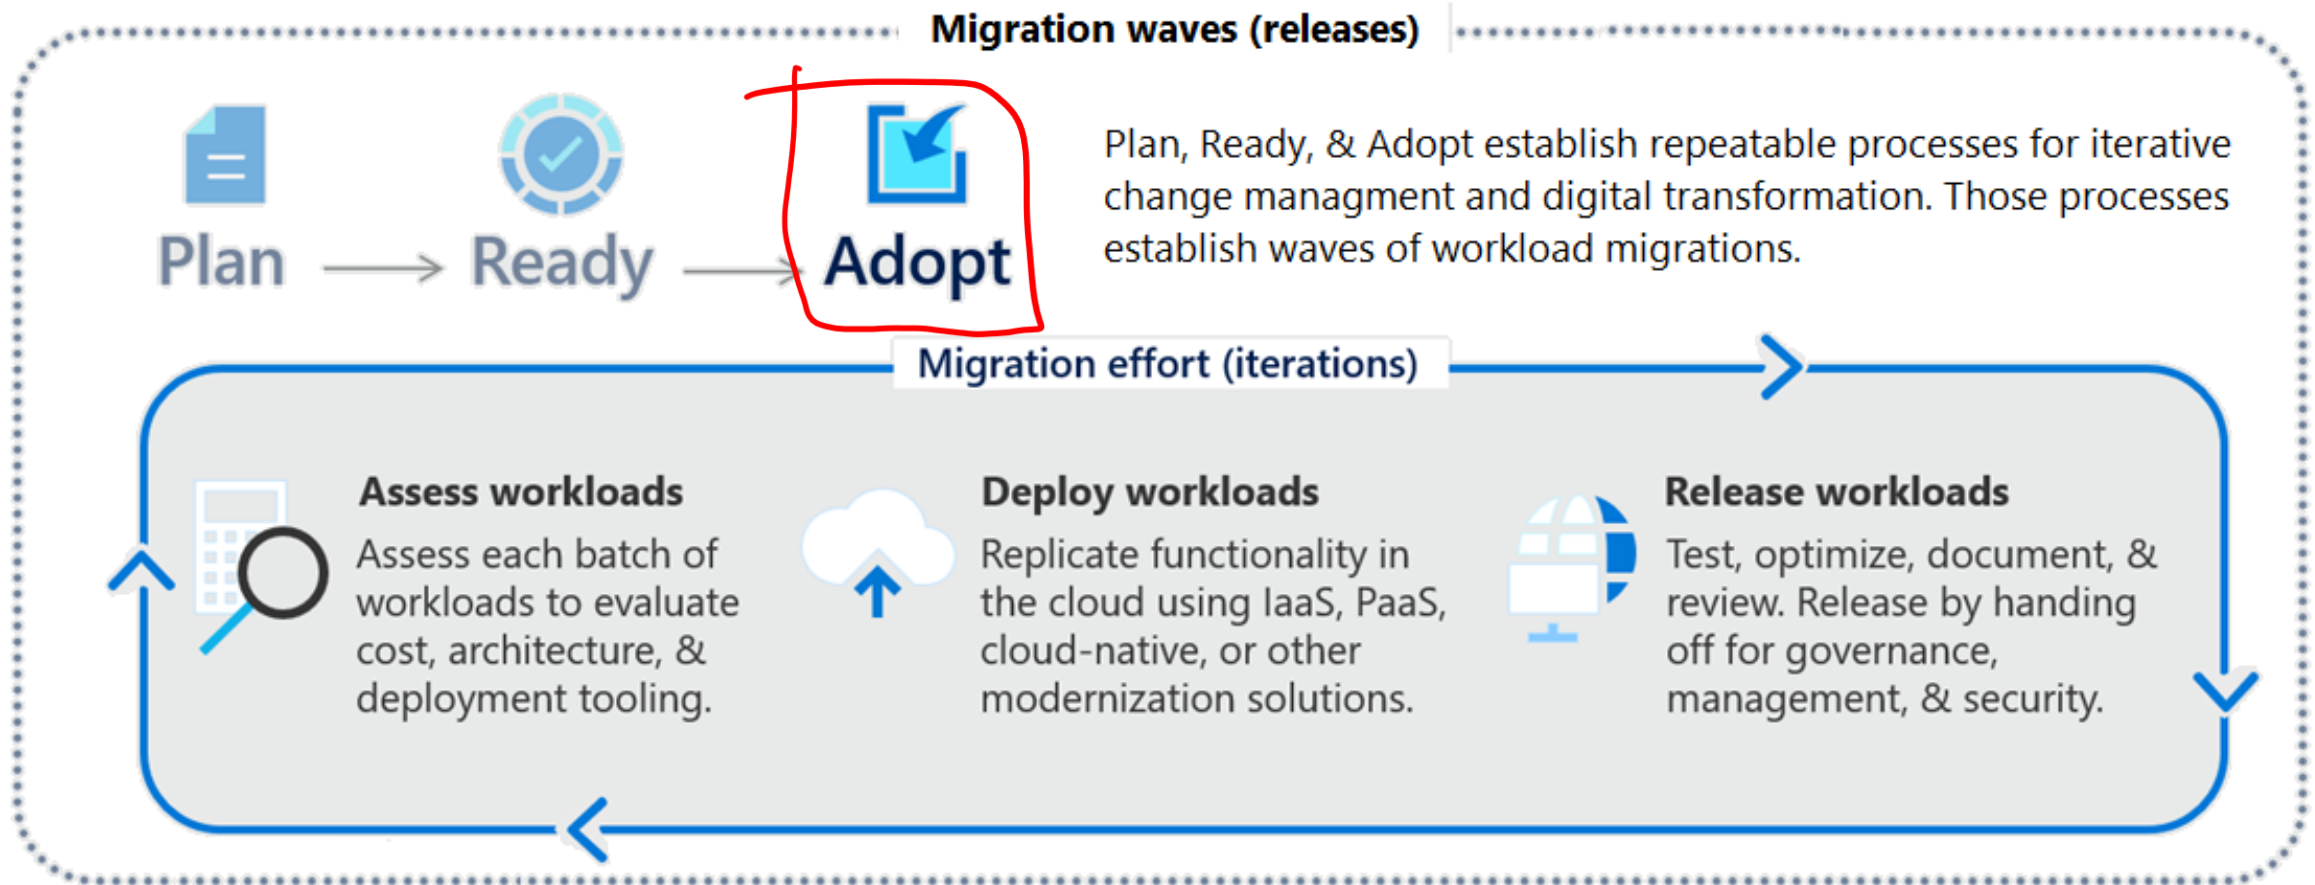 Migration waves (releases)
Plan
Ready
Adopt
Plan, Ready, & Adopt establish repeatable processes for iterative
change managment and digital transformation. Those processes
establish waves of workload migrations.
Migration effort (iterations)
Assess workloads
Assess each batch of
workloads to evaluate
cost, architecture, &
deployment tooling.
Deploy workloads
Replicate functionality in
the cloud using IaaS, PaaS,
cloud-native, or other
modernization solutions.
Release workloads
Test, optimize, document, &
review. Release by handing
off for governance,
management, & security.